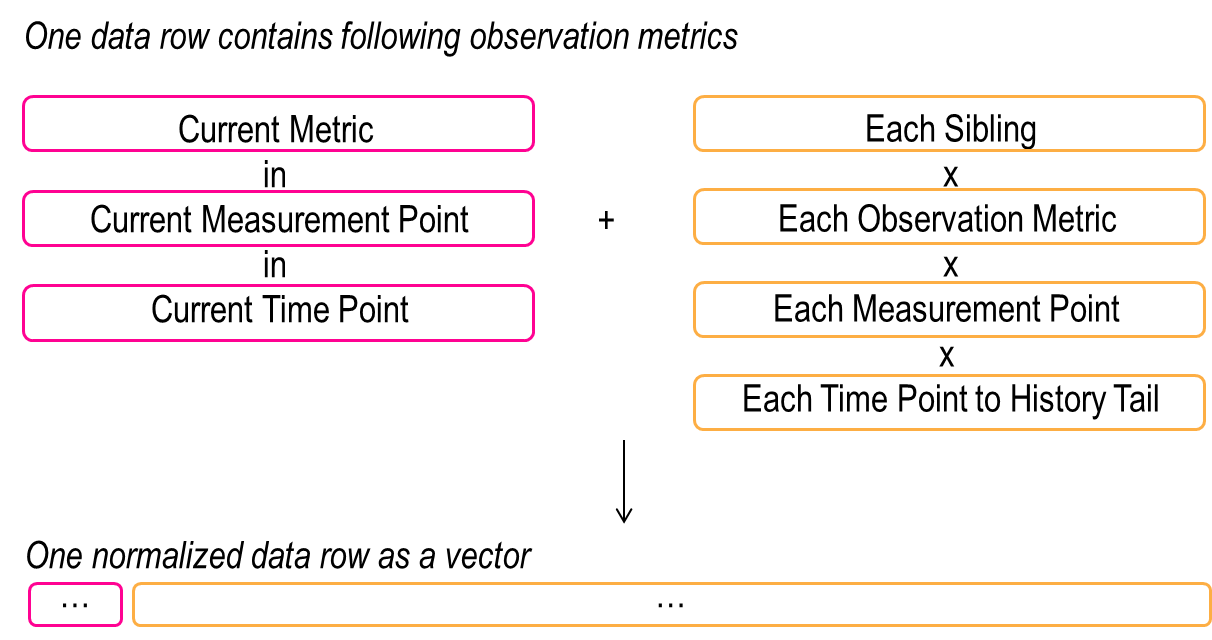 One data row contains following observation metrics
Current Metric
in
Current Measurement Point
in
Current Time Point
+
Each Sibling
x
Each Observation Metric
x
Each Measurement Point
x
Each Time Point to History Tail
One normalized data row as a vector
...
...